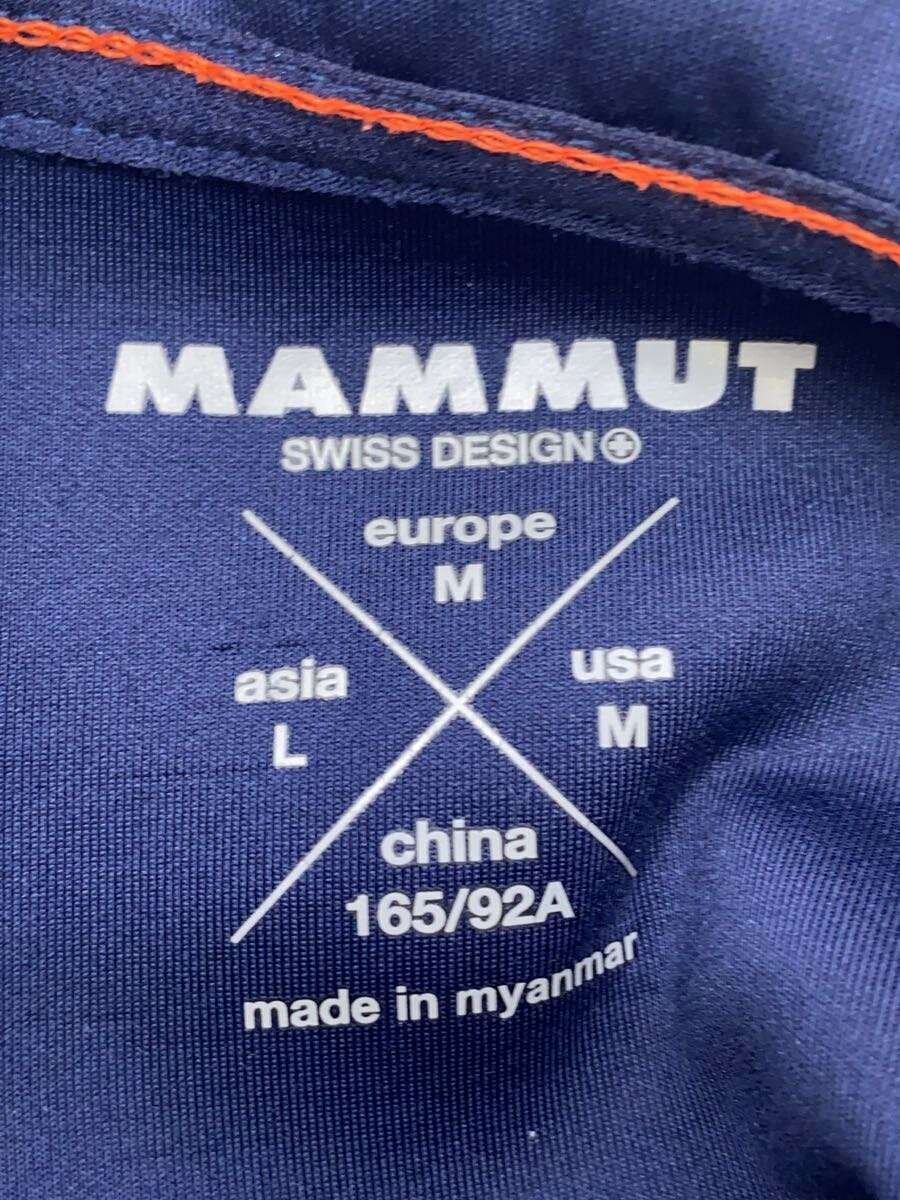 MAMMUT
SWISS DESIGN
europe
M
asia
L
usa
M
china
165/92A
made in myanmar